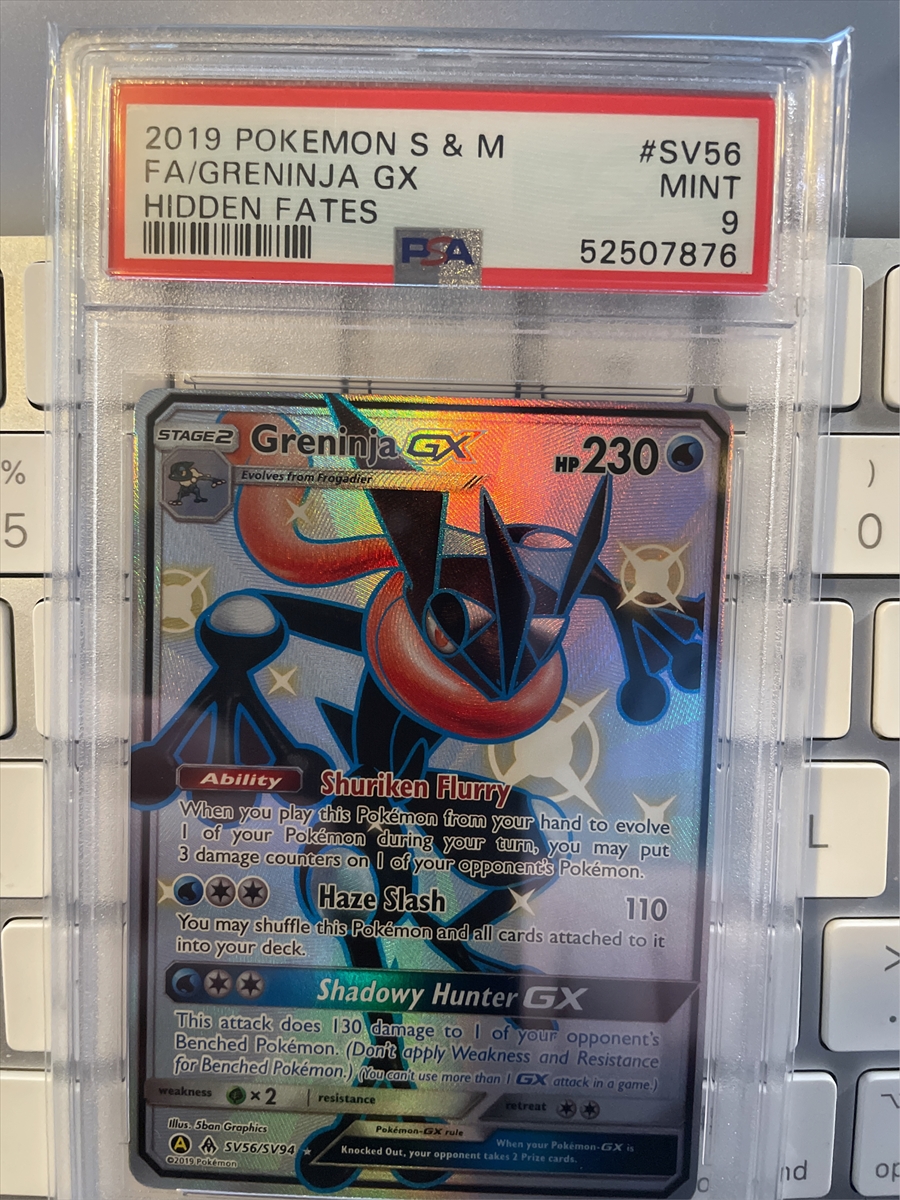 2019 POKEMON S & M
FA/GRENINJA GX
HIDDEN FATES
#SV56
MINT
9
52507876
PSA
STAGE2
Greninja GX
HP230
Evolves from Frogadier
%
5
)
0
Ability Shuriken Flurry
When you play this Pokémon from your hand to evolve
1 of your Pokémon during your turn, you may put
3 damage counters on 1 of your opponent's Pokémon.
L
Haze Slash 110
You may shuffle this Pokémon and all cards attached to it
into your deck.
>
.
Shadowy Hunter GX
This attack does 130 damage to 1 of your opponent's
Benched Pokémon. (Don't apply Weakness and Resistance
for Benched Pokémon.) (You can't use more than 1 GX attack in a game.)
weakness ×2 resistance retreat
Illus. 5ban Graphics
A SV56/SV94
©2019 Pokémon
Pokémon-GX rule
When your Pokémon-GX is
Knocked Out, your opponent takes 2 Prize cards.
nd
op